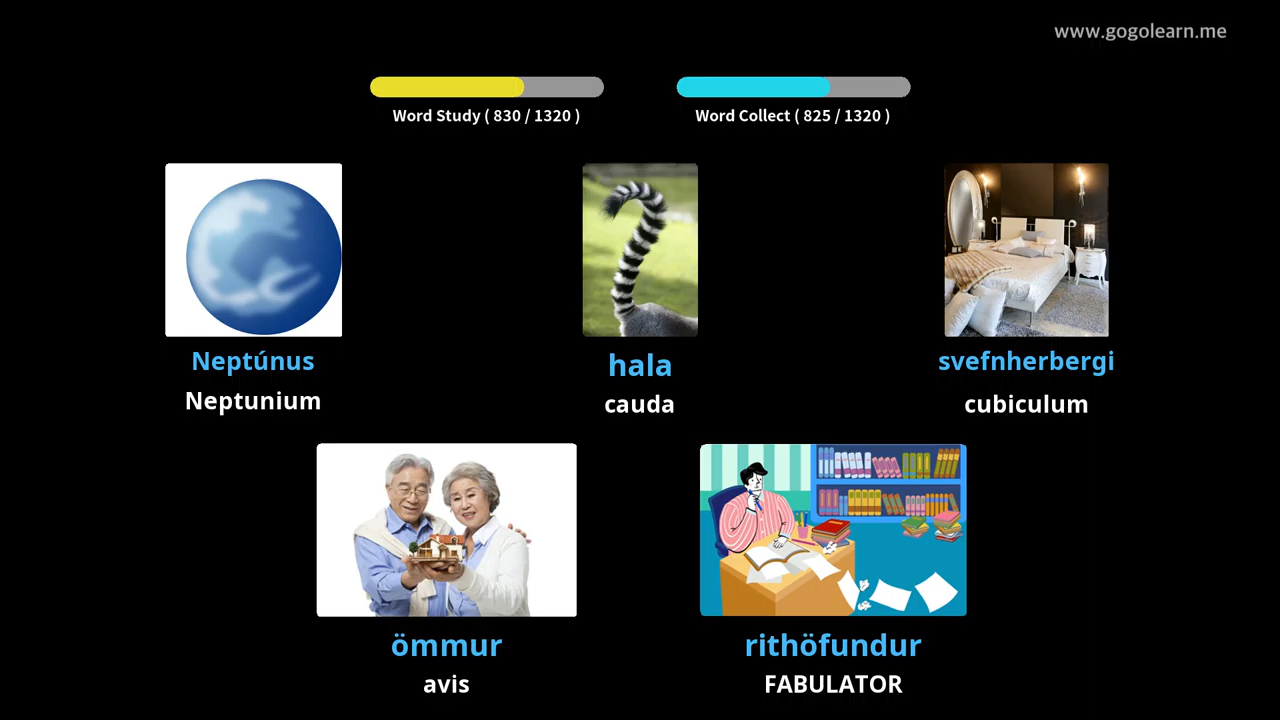 www.gogolearn.me
Word Study ( 830 / 1320 )
Word Collect ( 825 / 1320 )
Neptúnus
Neptunium
hala
cauda
svefnherbergi
cubiculum
ömmur
avis
rithöfundur
FABULATOR